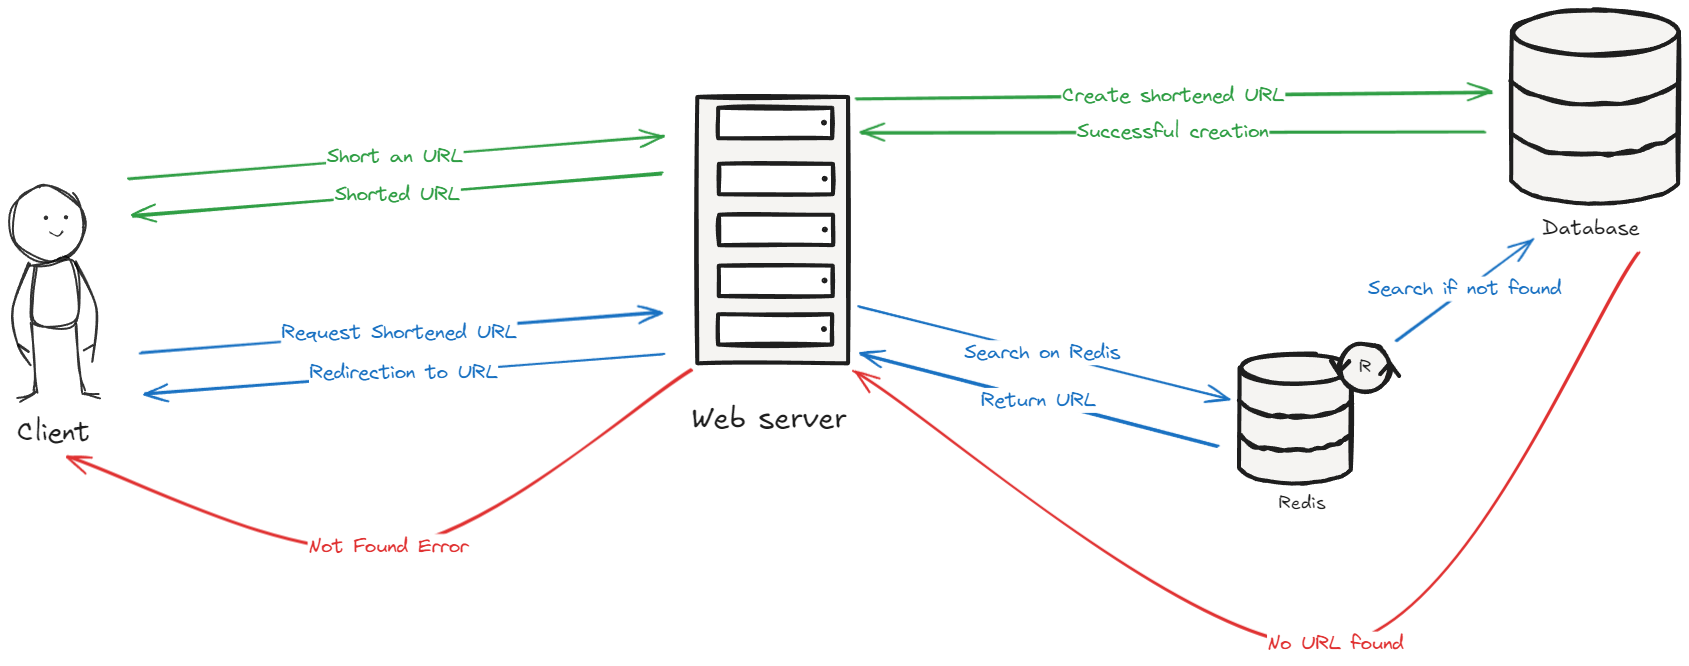 Create shortened URL
Successful creation
Short an URL
Shorted URL
Database
Search if not found
Request Shortened URL
Redirection to URL
Search on Redis
R
Return URL
Web server
Client
Redis
Not Found Error
No URL found